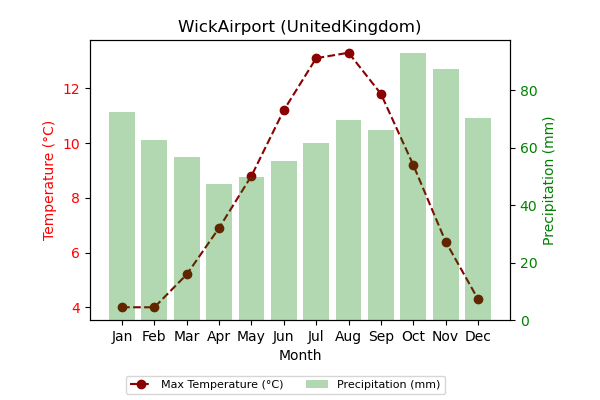 WickAirport (UnitedKingdom)
Temperature (°C)
12
10
8
6
4
Precipitation (mm)
80
60
40
20
0
Jan Feb Mar Apr May Jun Jul Aug Sep Oct Nov Dec
Month
Max Temperature (°C) Precipitation (mm)